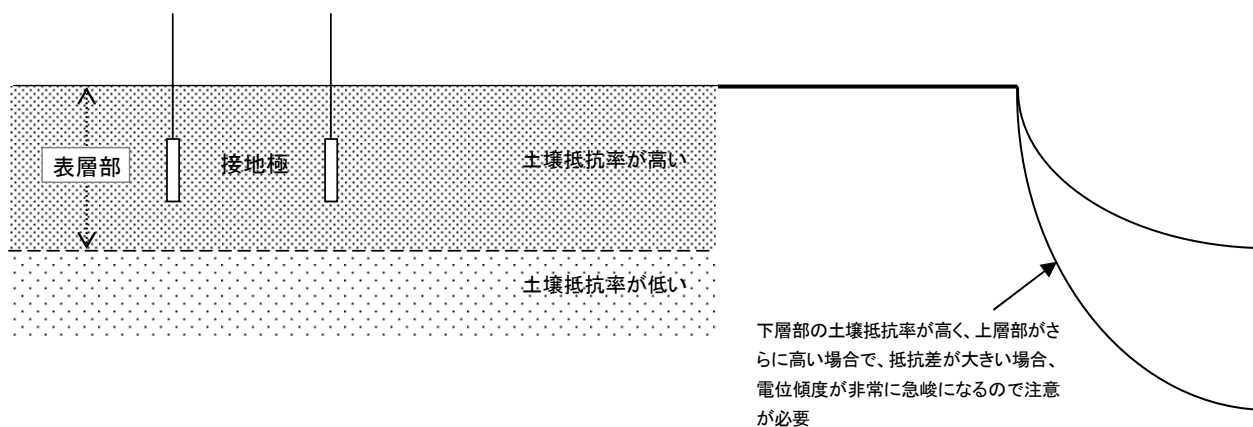 表層部
接地極
土壌抵抗率が高い
土壌抵抗率が低い
下層部の土壌抵抗率が高く、上層部がさ
らに高い場合で、抵抗差が大きい場合、
電位傾度が非常に急峻になるので注意
が必要